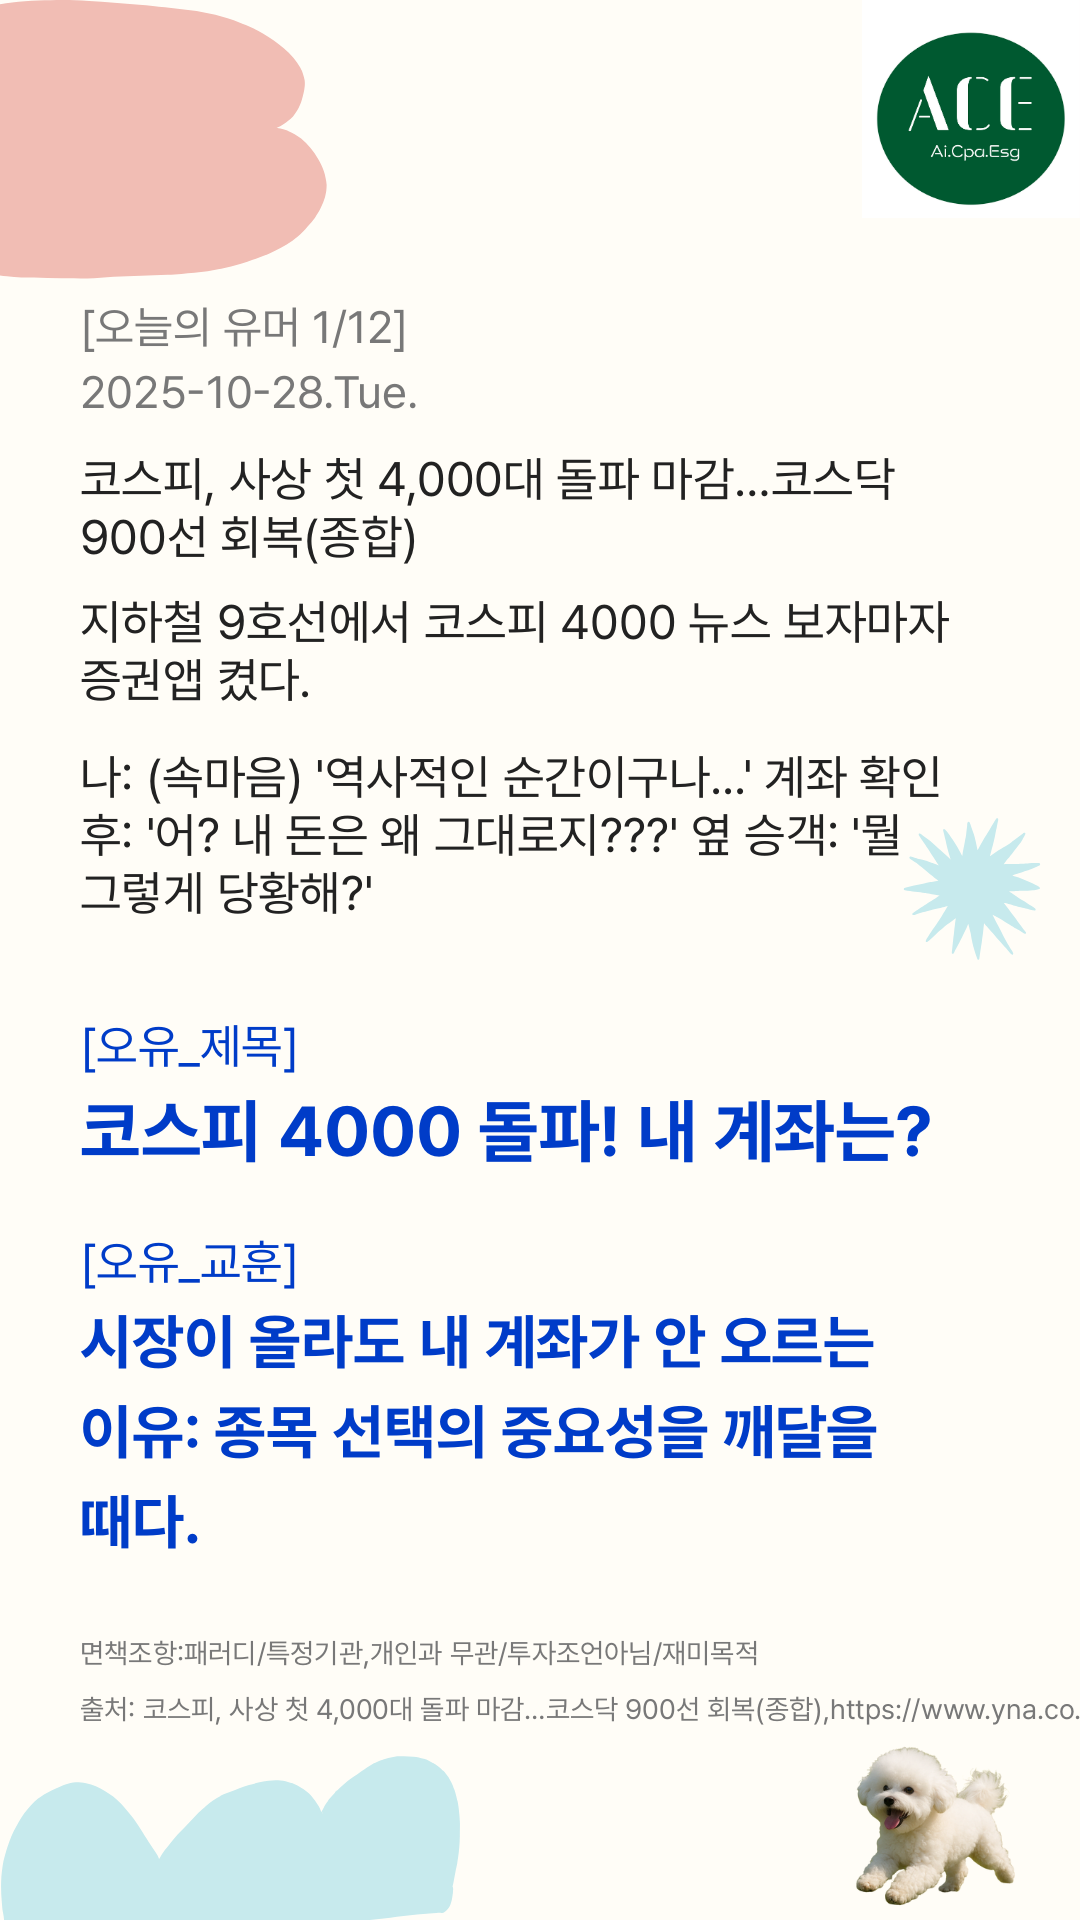 ACE
Ai.Cpa.Esg
[오늘의 유머 1/12]
2025-10-28.Tue.
코스피, 사상 첫 4,000대 돌파 마감...코스닥
900선 회복(종합)
지하철 9호선에서 코스피 4000 뉴스 보자마자
증권앱 켰다.
나: (속마음) '역사적인 순간이구나...' 계좌 확인
후: '어? 내 돈은 왜 그대로지???' 옆 승객: '뭘
그렇게 당황해?'
[오유_제목]
코스피 4000 돌파! 내 계좌는?
[오유_교훈]
시장이 올라도 내 계좌가 안 오르는
이유: 종목 선택의 중요성을 깨달을
때다.
면책조항:패러디/특정기관,개인과 무관/투자조언아님/재미목적
출처: 코스피, 사상 첫 4,000대 돌파 마감...코스닥 900선 회복(종합),https://www.yna.co.